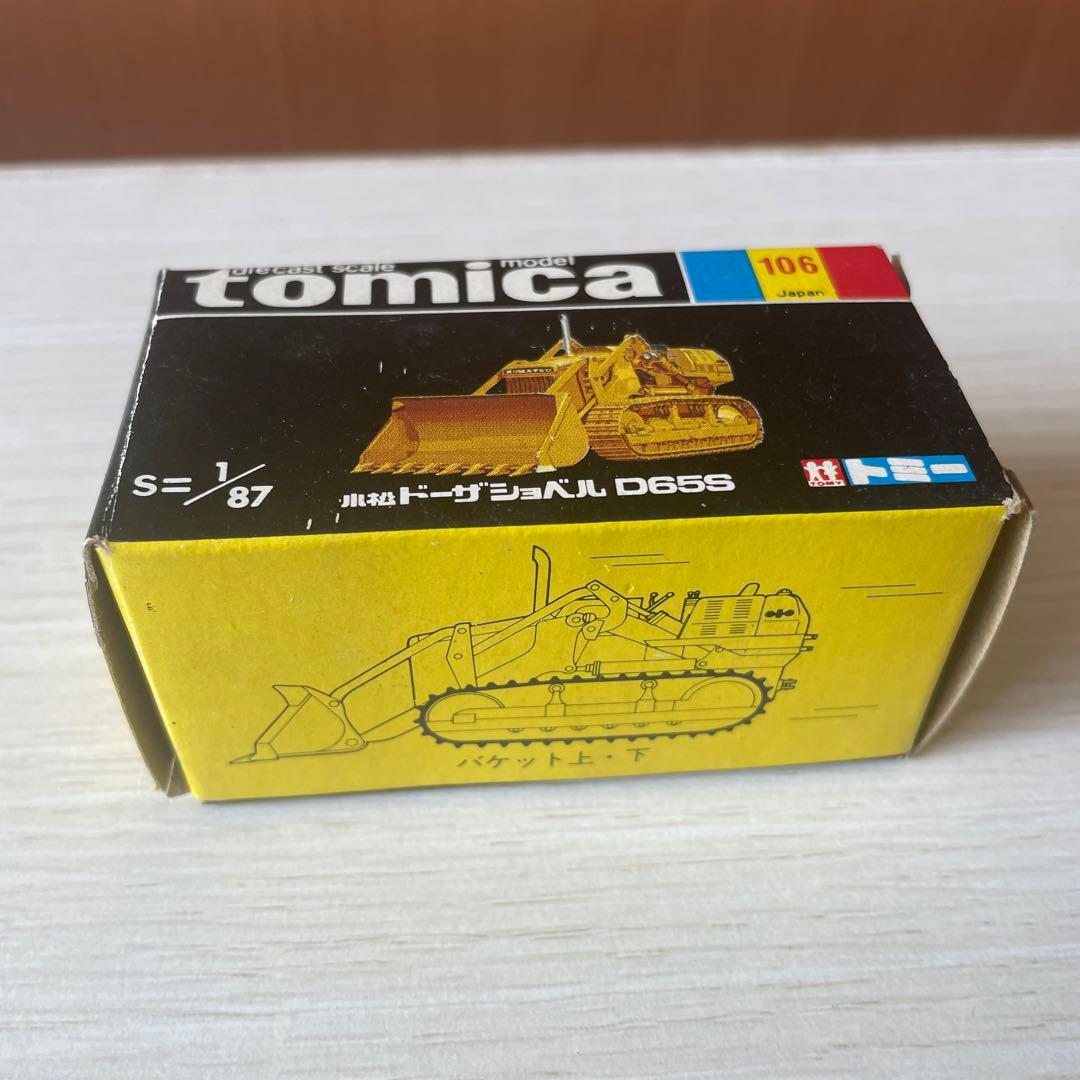 diecast scale model
tomica
106
Japan
KOMATSU
S=1/87
小松 ドーザショベル D65S
TOMY
トミー
バケット上・下